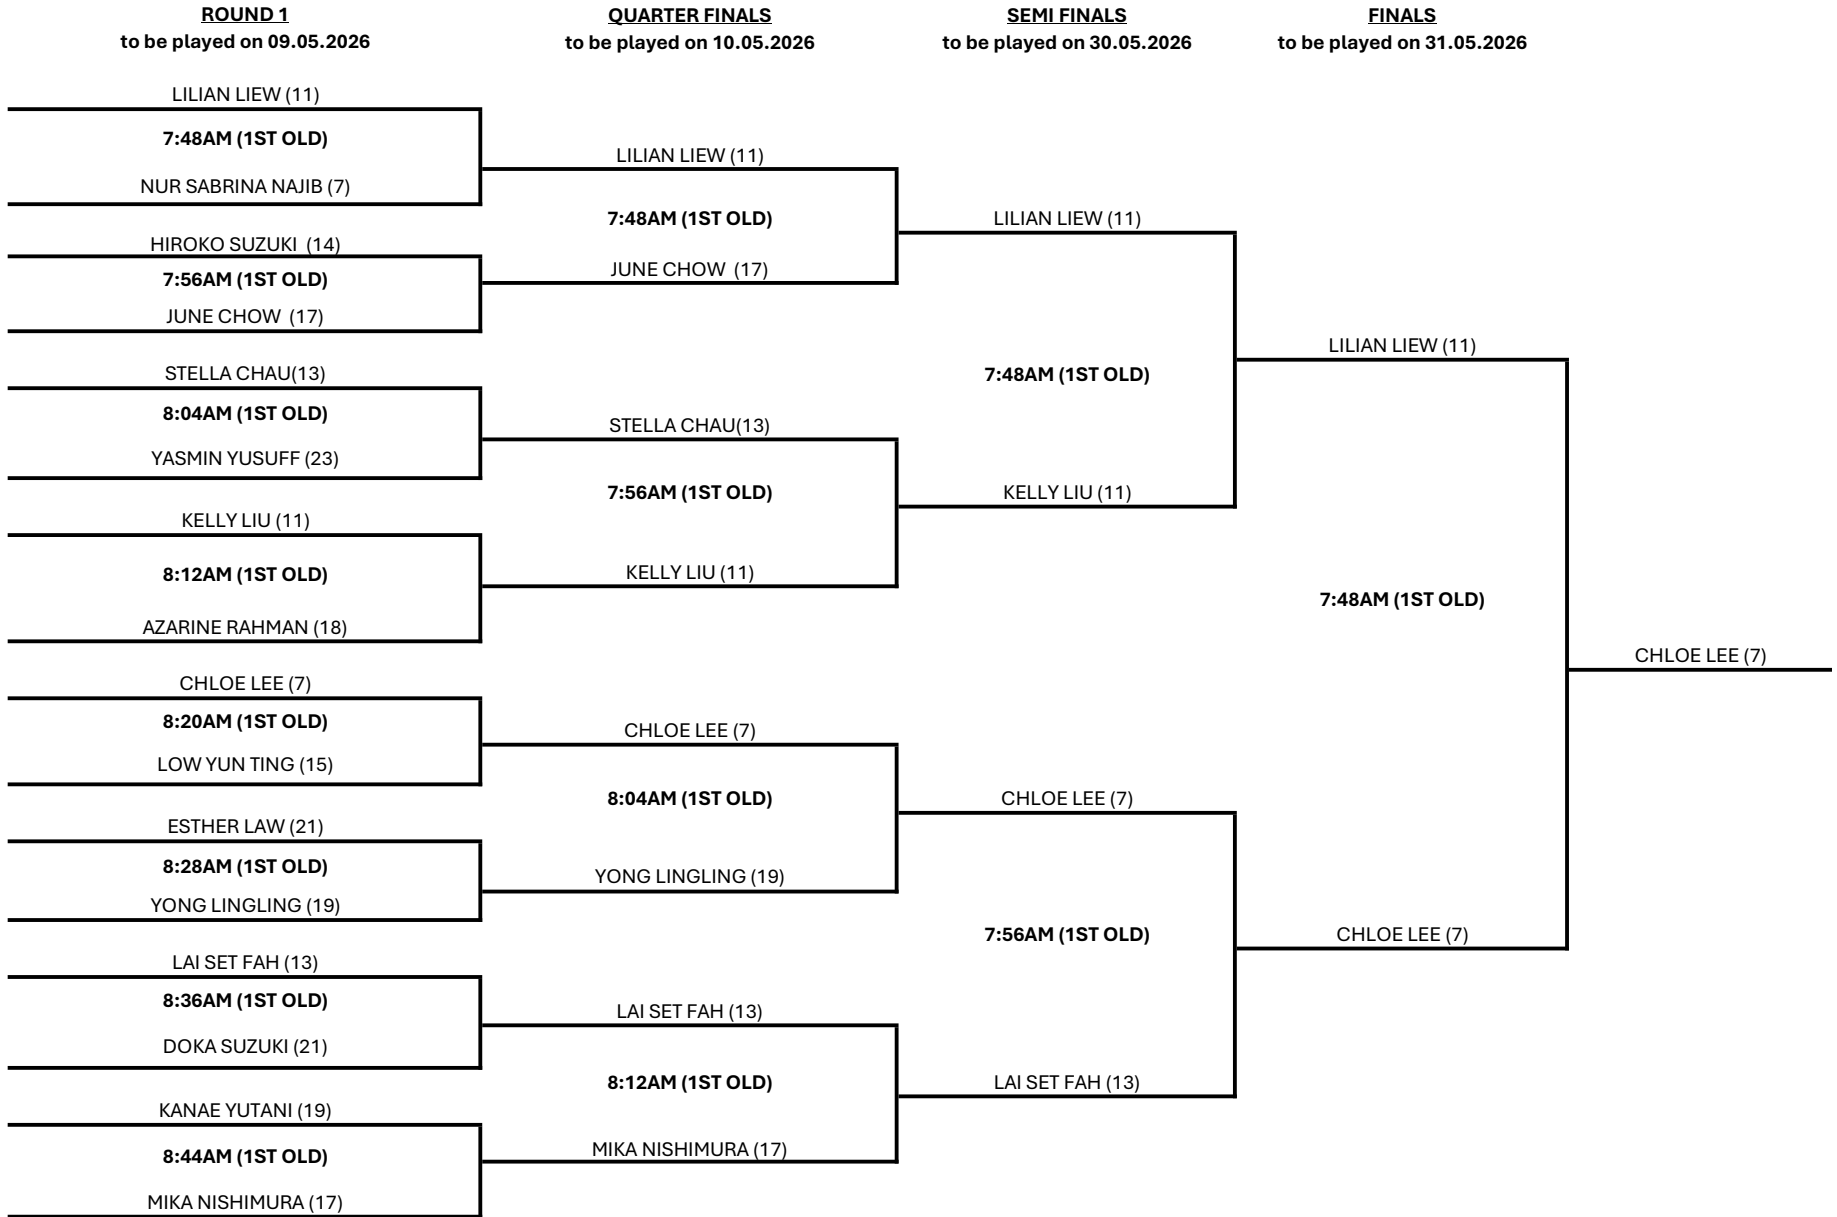 ROUND 1
to be played on 09.05.2026
QUARTER FINALS
to be played on 10.05.2026
SEMI FINALS
to be played on 30.05.2026
FINALS
to be played on 31.05.2026
LILIAN LIEW (11)
7:48AM (1ST OLD)
NUR SABRINA NAJIB (7)
HIROKO SUZUKI  (14)
7:56AM (1ST OLD)
JUNE CHOW  (17)
STELLA CHAU(13)
8:04AM (1ST OLD)
YASMIN YUSUFF (23)
KELLY LIU (11)
8:12AM (1ST OLD)
AZARINE RAHMAN (18)
CHLOE LEE (7)
8:20AM (1ST OLD)
LOW YUN TING (15)
ESTHER LAW (21)
8:28AM (1ST OLD)
YONG LINGLING (19)
LAI SET FAH (13)
8:36AM (1ST OLD)
DOKA SUZUKI (21)
KANAE YUTANI (19)
8:44AM (1ST OLD)
MIKA NISHIMURA (17)
LILIAN LIEW (11)
7:48AM (1ST OLD)
JUNE CHOW  (17)
STELLA CHAU(13)
7:56AM (1ST OLD)
KELLY LIU (11)
CHLOE LEE (7)
8:04AM (1ST OLD)
YONG LINGLING (19)
LAI SET FAH (13)
8:12AM (1ST OLD)
MIKA NISHIMURA (17)
LILIAN LIEW (11)
7:48AM (1ST OLD)
KELLY LIU (11)
CHLOE LEE (7)
7:56AM (1ST OLD)
LAI SET FAH (13)
LILIAN LIEW (11)
7:48AM (1ST OLD)
CHLOE LEE (7)
CHLOE LEE (7)